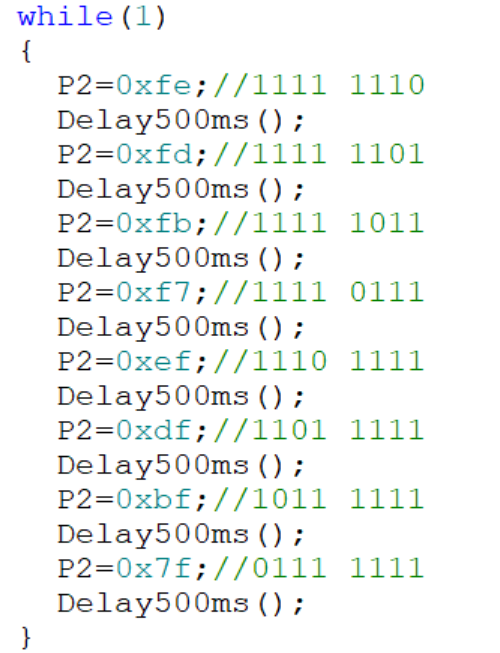 while(1)
{
P2=0xfe;//1111 1110
Delay500ms();
P2=0xfd;//1111 1101
Delay500ms();
P2=0xfb;//1111 1011
Delay500ms();
P2=0xf7;//1111 0111
Delay500ms();
P2=0xef;//1110 1111
Delay500ms();
P2=0xdf;//1101 1111
Delay500ms();
P2=0xbf;//1011 1111
Delay500ms();
P2=0x7f;//0111 1111
Delay500ms();
}